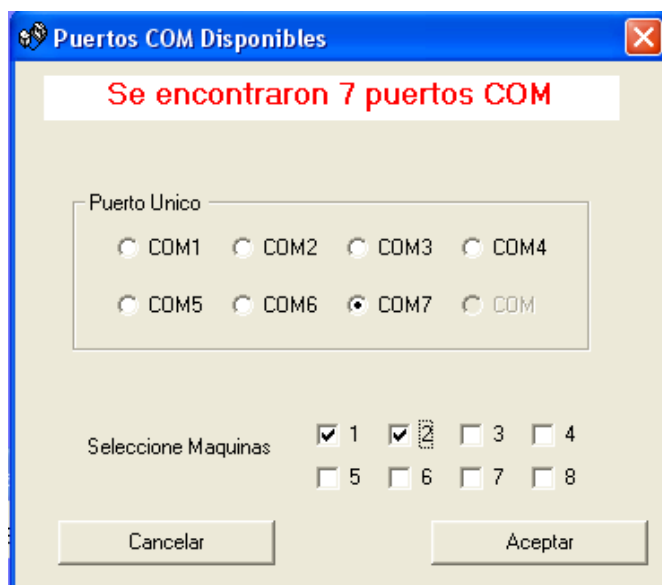 Puertos COM Disponibles
Se encontraron 7 puertos COM
Puerto Unico
COM1 COM2 COM3 COM4
COM5 COM6 COM7 COM
Seleccione Maquinas
1 2 3 4
5 6 7 8
Cancelar Aceptar